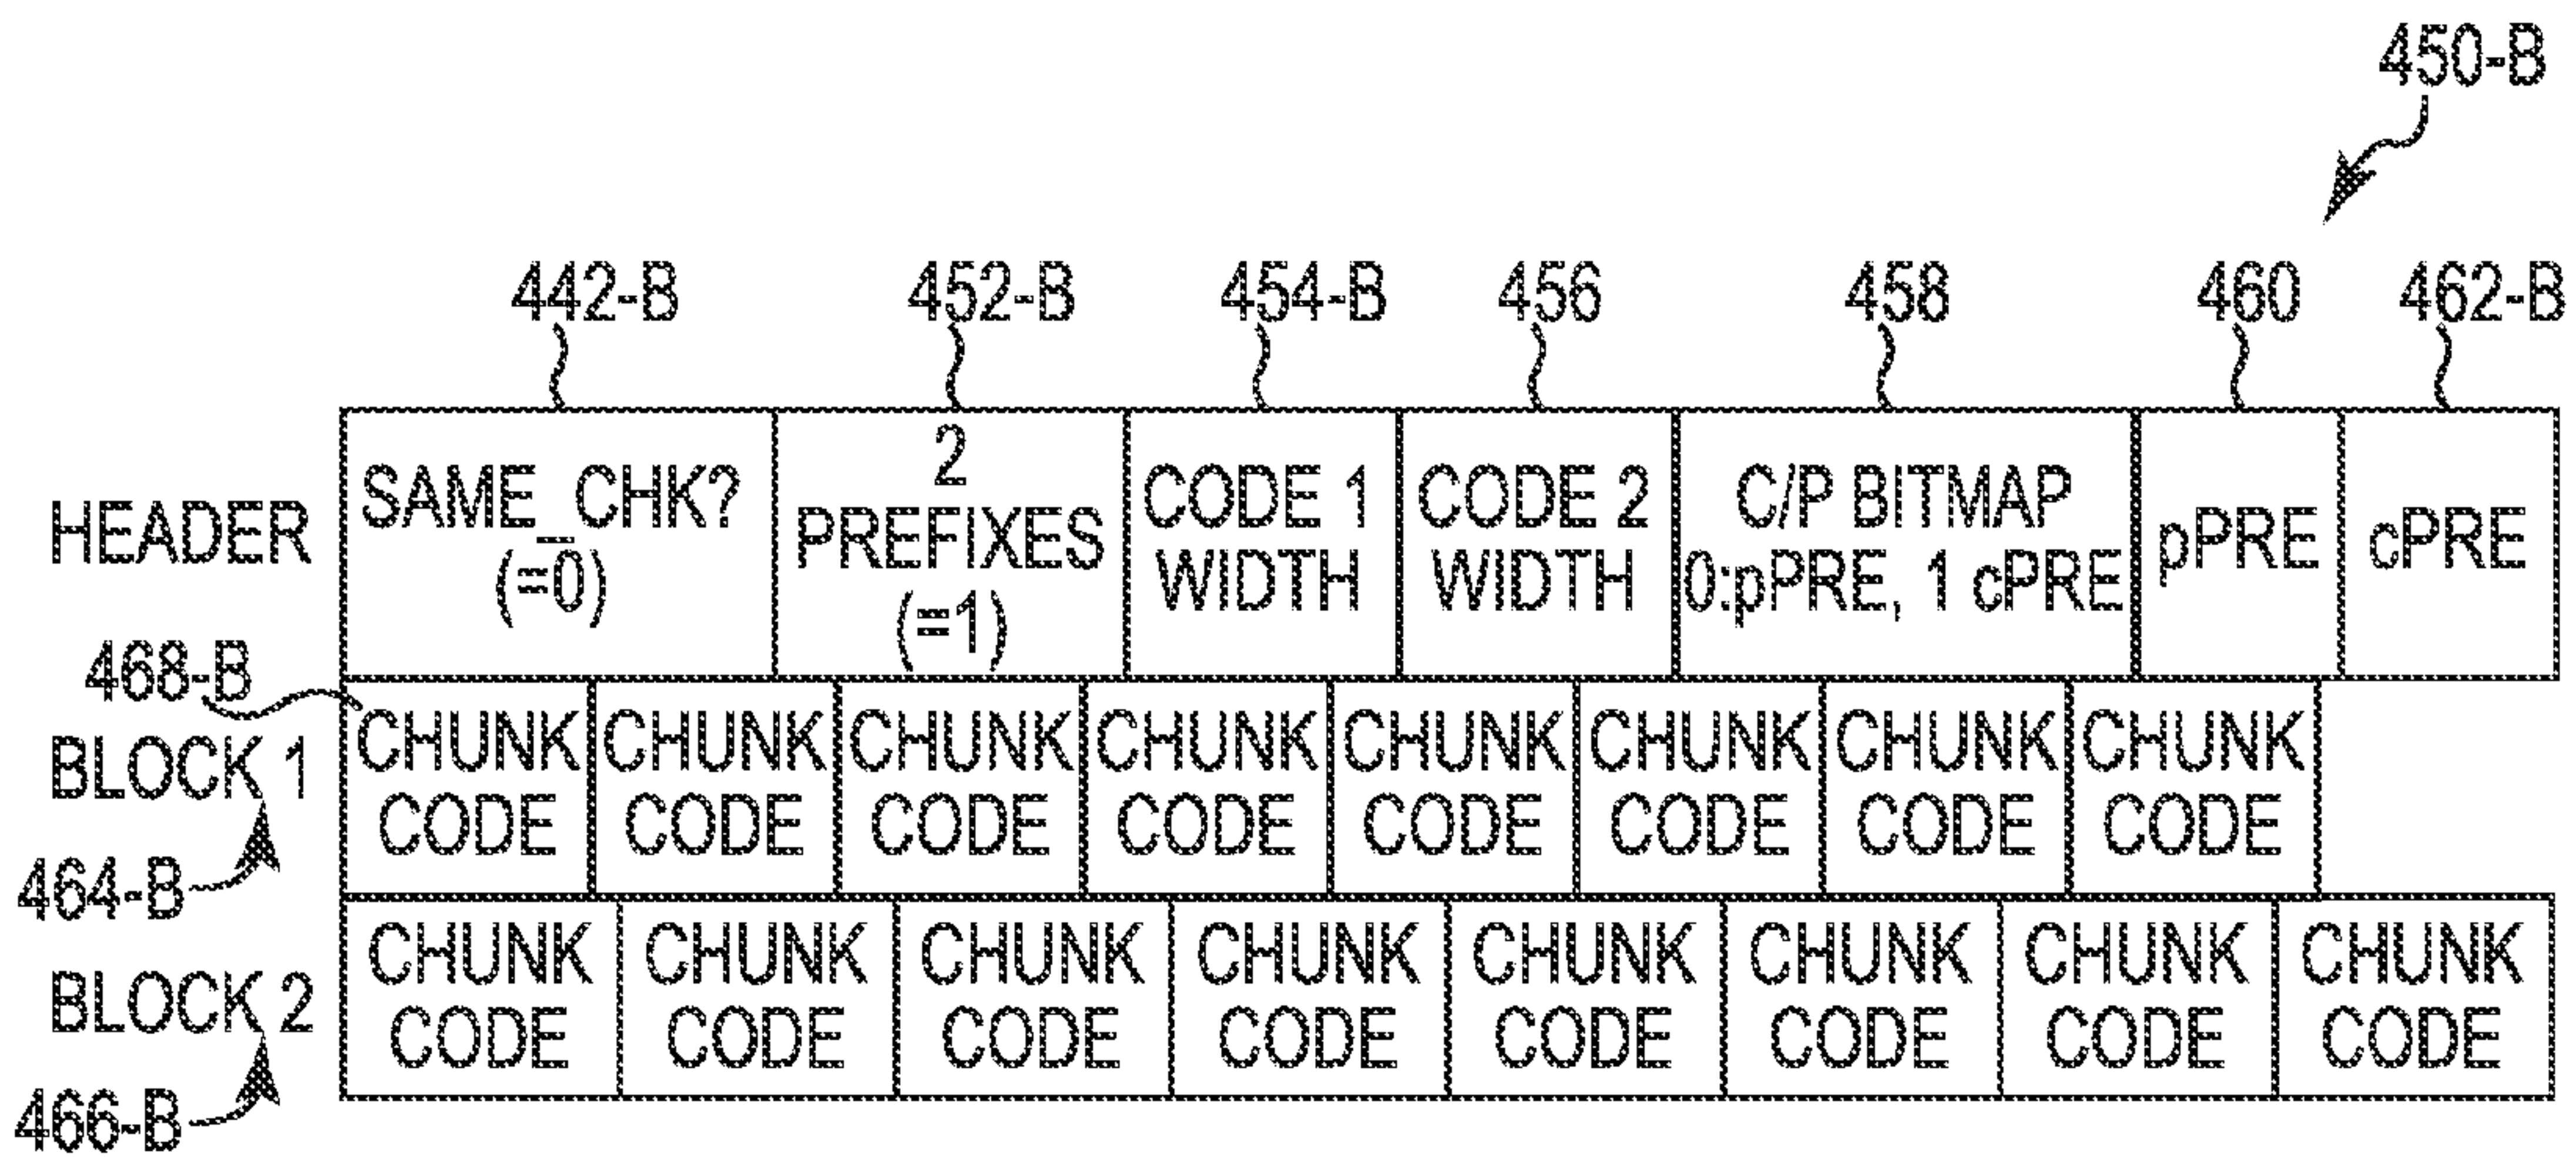 450-B
442-B 452-B 454-B 456 458 460 462-B
HEADER
SAME_CHK?
(=0)
2
PREFIXES
(=1)
CODE 1
WIDTH
CODE 2
WIDTH
C/P BITMAP
0:pPRE, 1 cPRE
pPRE
cPRE
468-B
BLOCK 1
464-B
CHUNK CHUNK CHUNK CHUNK CHUNK CHUNK CHUNK CHUNK
CODE CODE CODE CODE CODE CODE CODE CODE
BLOCK 2
466-B
CHUNK CHUNK CHUNK CHUNK CHUNK CHUNK CHUNK CHUNK
CODE CODE CODE CODE CODE CODE CODE CODE